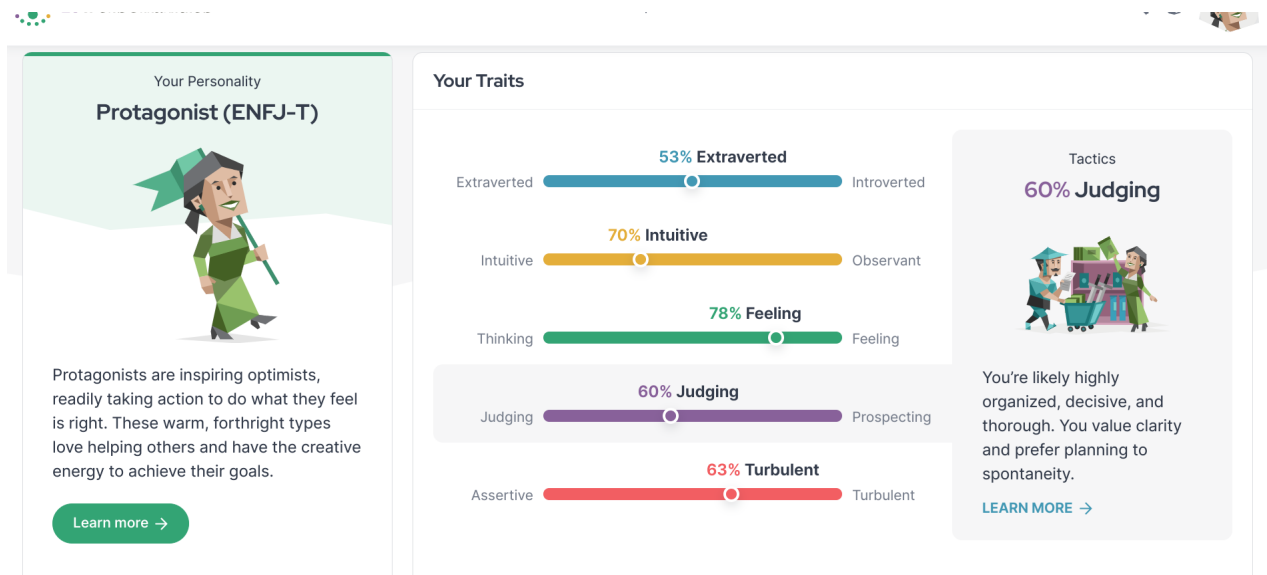 Your Personality
Protagonist (ENFJ-T)
Protagonists are inspiring optimists,
readily taking action to do what they feel
is right. These warm, forthright types
love helping others and have the creative
energy to achieve their goals.
Learn more →
Your Traits
53% Extraverted
Extraverted Introverted
70% Intuitive
Intuitive Observant
78% Feeling
Thinking Feeling
60% Judging
Judging Prospecting
63% Turbulent
Assertive Turbulent
Tactics
60% Judging
You’re likely highly
organized, decisive, and
thorough. You value clarity
and prefer planning to
spontaneity.
LEARN MORE →